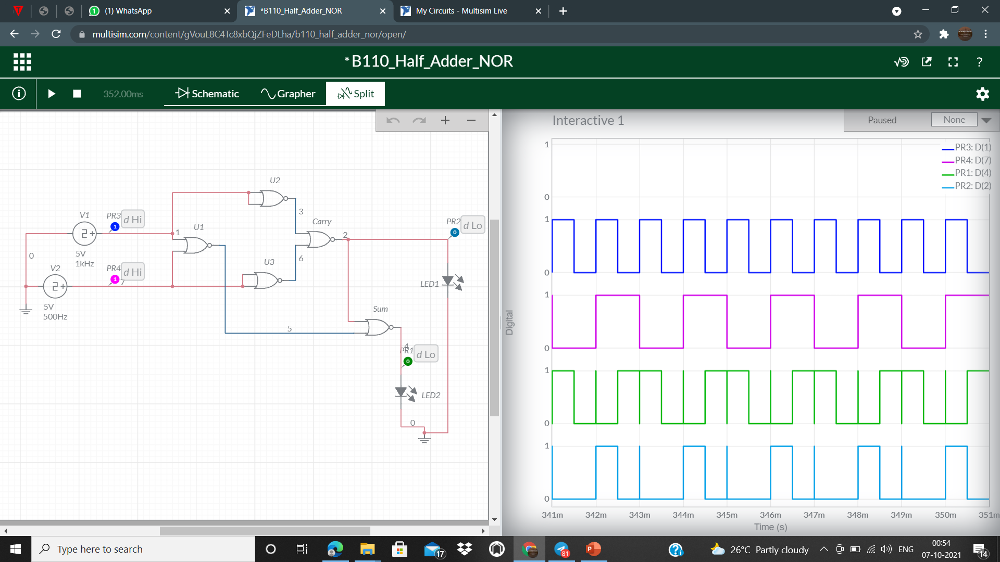 (1) WhatsApp
*B110_Half_Adder_NOR
My Circuits - Multisim Live
multisim.com/content/gVouL8C4Tc8xbQjZFeDLha/b110_half_adder_nor/open/
*B110_Half_Adder_NOR
?
352.00ms
Schematic
Grapher
Split
Interactive 1
Paused
None
U2
3
V1
PR3
d Hi
1
1
U1
Carry
2
PR2
d Lo
0
5V
1kHz
0
V2
PR4
d Hi
1
7
U3
6
LED1
5V
500Hz
Sum
5
4
PR1
d Lo
0
LED2
0
Digital
PR3: D(1)
PR4: D(7)
PR1: D(4)
PR2: D(2)
1
0
1
0
1
0
1
0
1
0
341m 342m 343m 344m 345m 346m 347m 348m 349m 350m 351m
Time (s)
Type here to search
17
81
26°C Partly cloudy
ENG
00:54
07-10-2021
14